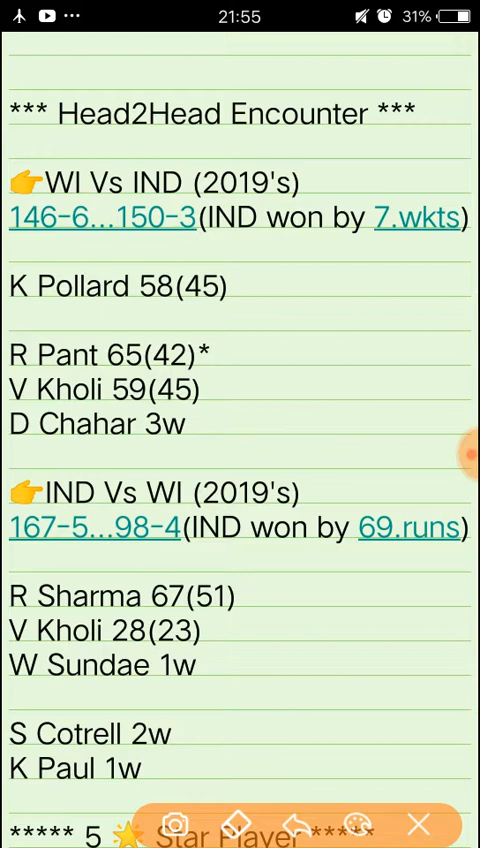 21:55
31%
*** Head2Head Encounter ***
👉WI Vs IND (2019's)
146-6...150-3(IND won by 7.wkts)
K Pollard 58(45)
R Pant 65(42)*
V Kholi 59(45)
D Chahar 3w
👉IND Vs WI (2019's)
167-5...98-4(IND won by 69.runs)
R Sharma 67(51)
V Kholi 28(23)
W Sundae 1w
S Cotrell 2w
K Paul 1w
***** 5 🌟 Star Player *****